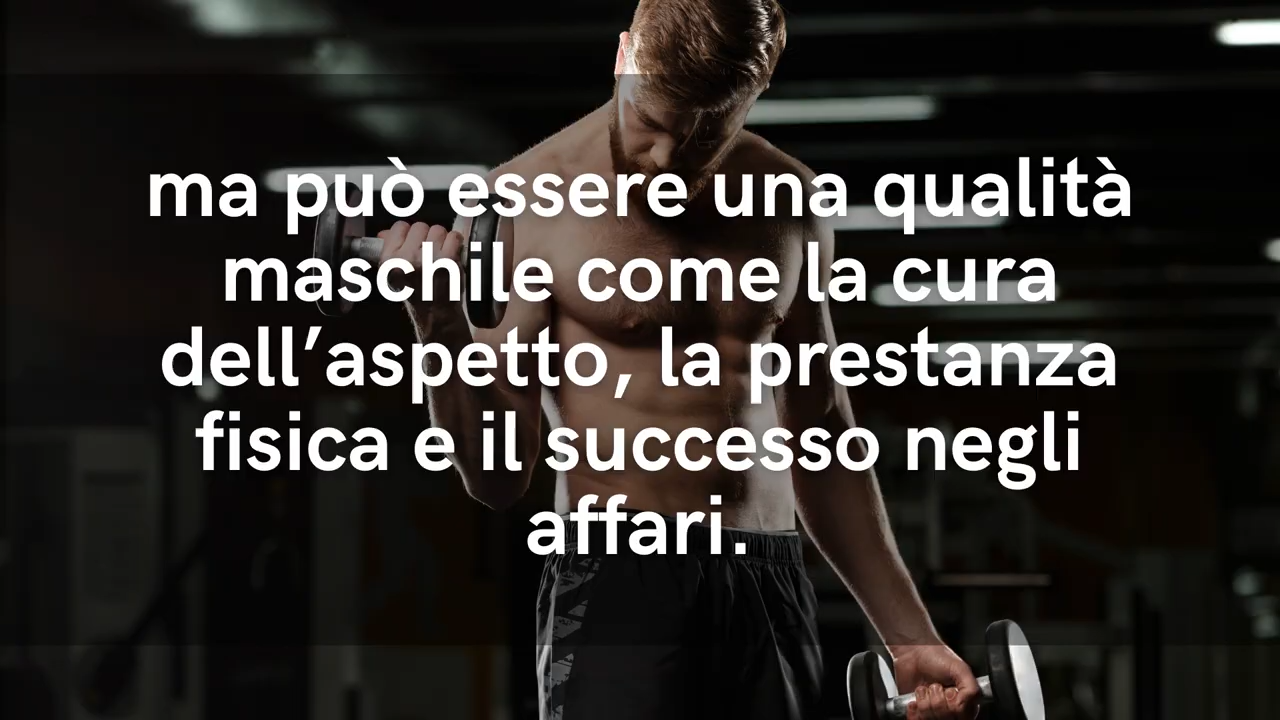 ma può essere una qualità
maschile come la cura
dell’aspetto, la prestanza
fisica e il successo negli
affari.